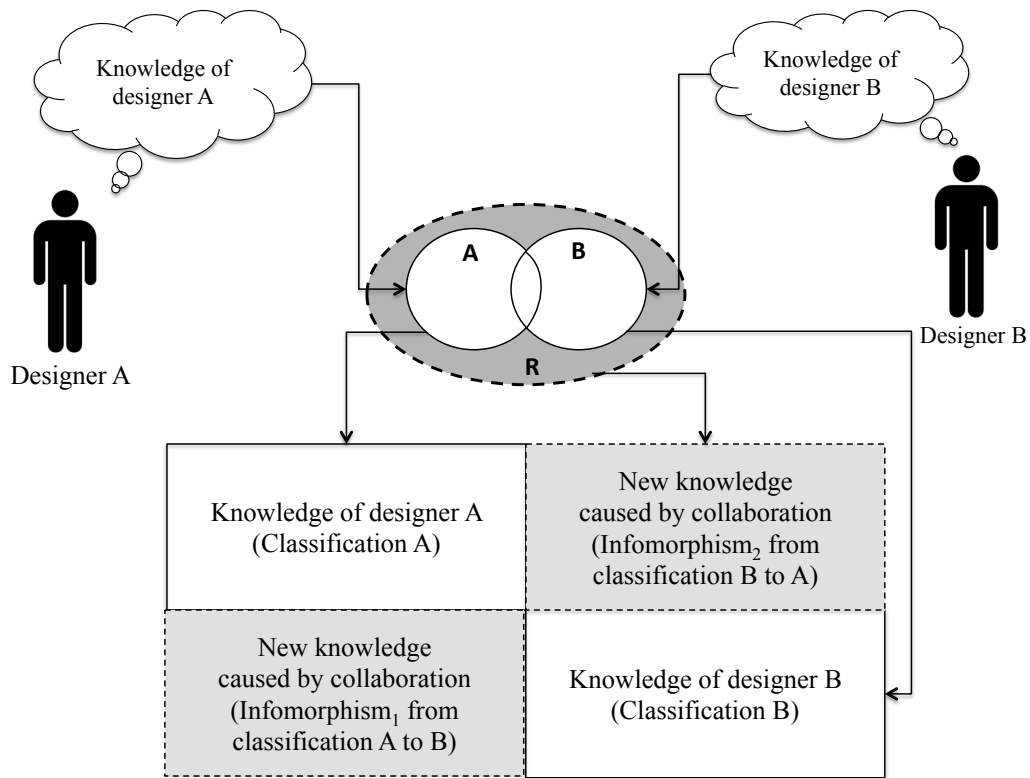 Knowledge of
designer A
Knowledge of
designer B
Designer A
Designer B
A
B
R
Knowledge of designer A
(Classification A)
New knowledge
caused by collaboration
(Infomorphism₂ from
classification B to A)
New knowledge
caused by collaboration
(Infomorphism₁ from
classification A to B)
Knowledge of designer B
(Classification B)